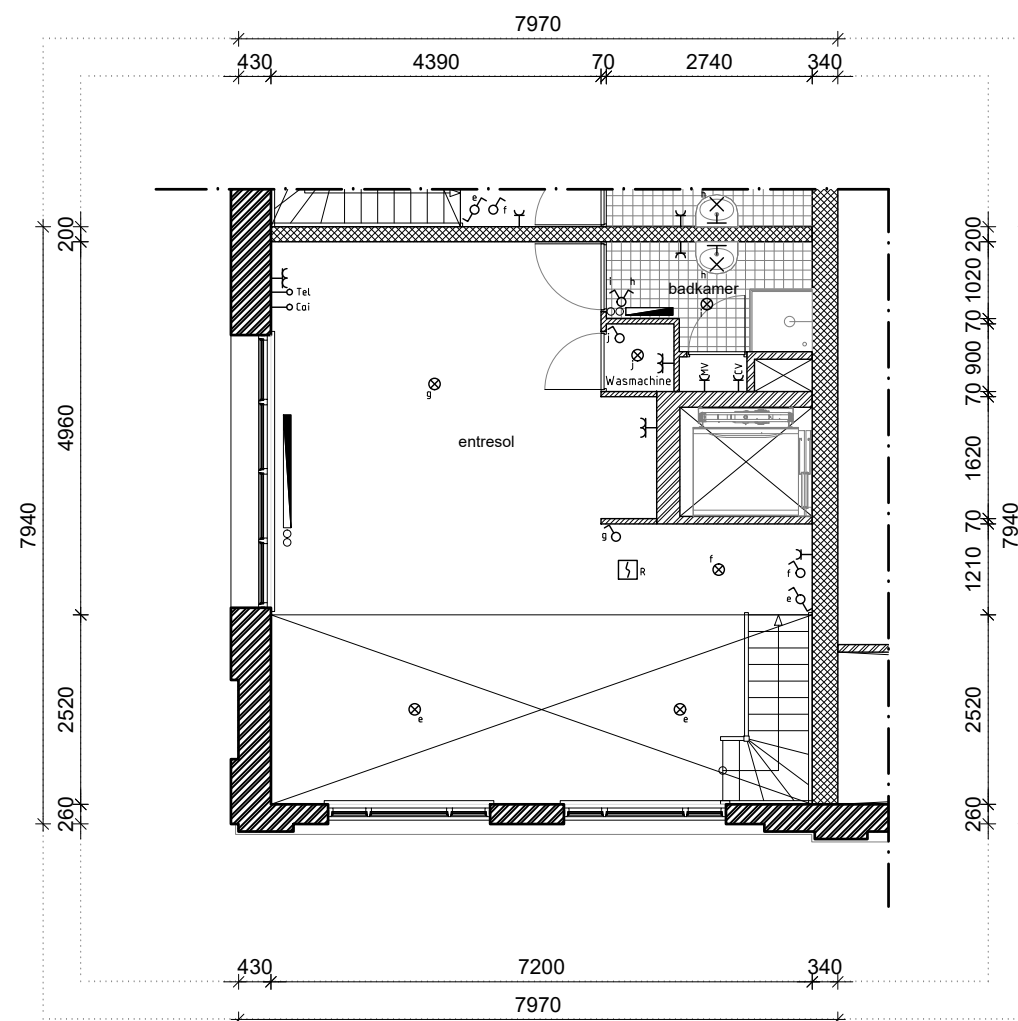 7970
430 4390 70 2740 340
e f
h
200 200
h
i h
badkamer
1020
Tel
Cai
70
j
j
i
900
Wasmachine
MV CV
g
70
4960
entresol
1620
7940
7940
70
g
R
f
f
1210
e
2520
e e
2520
260 260
430 7200 340
7970